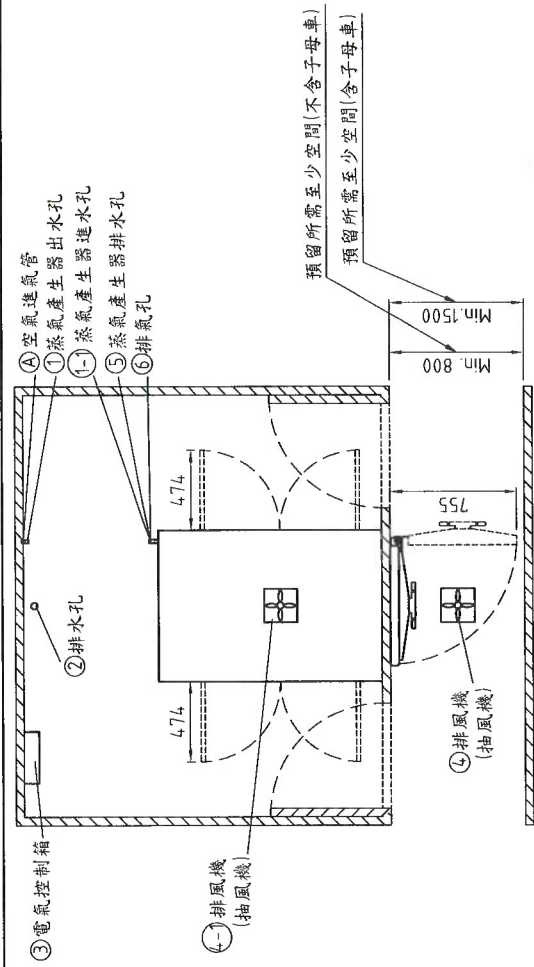 Ⓐ空氣進氣管
①蒸氣產生器出水孔
①-1蒸氣產生器進水孔
⑤蒸氣產生器排水孔
⑥排氣孔
②排水孔
③電氣控制箱
④-1排風機
(抽風機)
④排風機
(抽風機)
474
474
755
Min. 800
Min.1500
預留所需至少空間(不含子母車)
預留所需至少空間(含子母車)